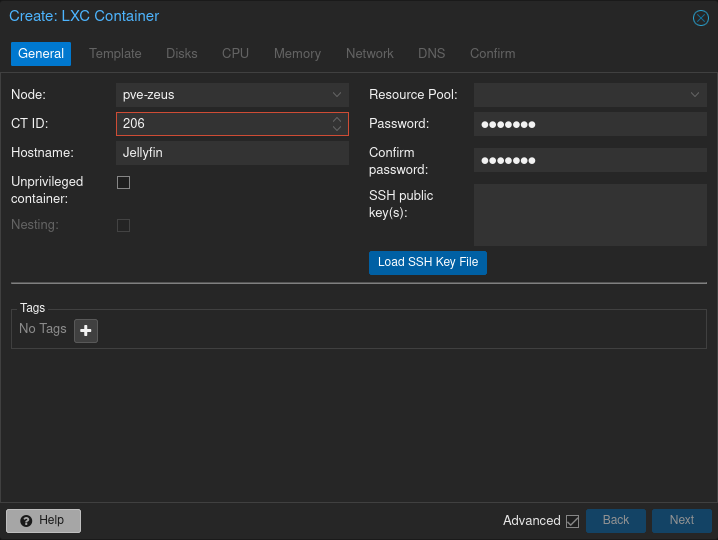 Create: LXC Container
General Template Disks CPU Memory Network DNS Confirm
Node: pve-zeus
CT ID: 206
Hostname: Jellyfin
Unprivileged
container:
Nesting:
Resource Pool:
Password: ●●●●●●●
Confirm
password: ●●●●●●●
SSH public
key(s):
Load SSH Key File
Tags
No Tags
Help Advanced Back Next